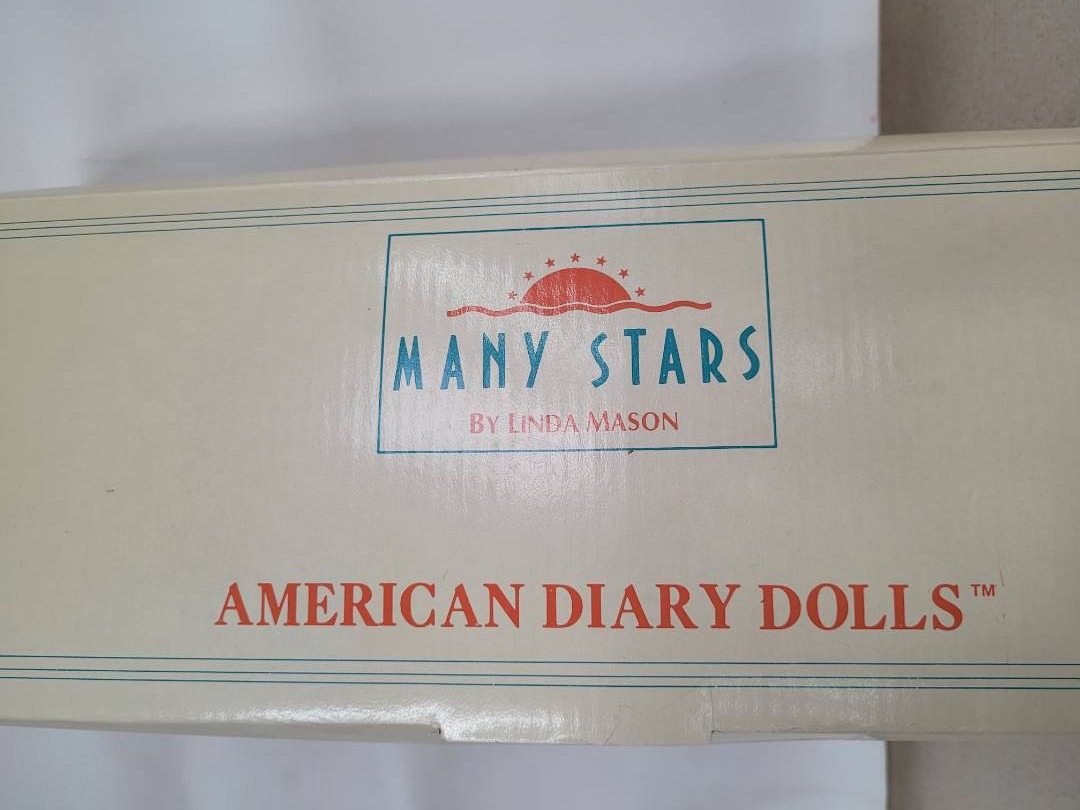 MANY STARS
BY LINDA MASON
AMERICAN DIARY DOLLS™